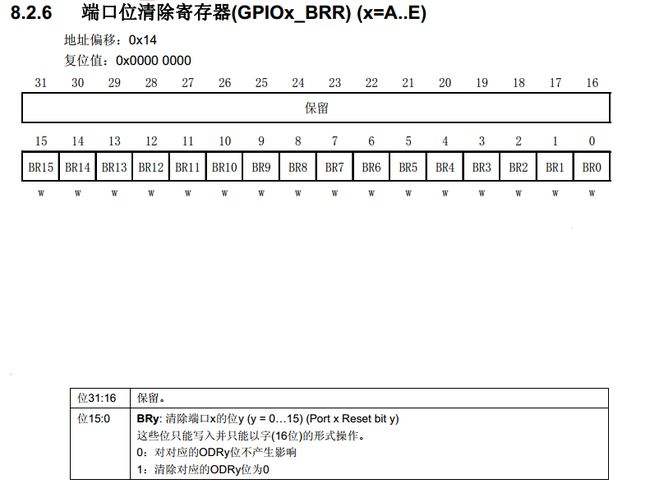 8.2.6 端口位清除寄存器(GPIOx_BRR) (x=A..E)
地址偏移：0x14
复位值：0x0000 0000
31 30 29 28 27 26 25 24 23 22 21 20 19 18 17 16
保留
15 14 13 12 11 10 9 8 7 6 5 4 3 2 1 0
BR15 BR14 BR13 BR12 BR11 BR10 BR9 BR8 BR7 BR6 BR5 BR4 BR3 BR2 BR1 BR0
w w w w w w w w w w w w w w w w
位31:16 保留。
位15:0 BRy: 清除端口x的位y (y = 0…15) (Port x Reset bit y)
这些位只能写入并只能以字(16位)的形式操作。
0：对对应的ODRy位不产生影响
1：清除对应的ODRy位为0